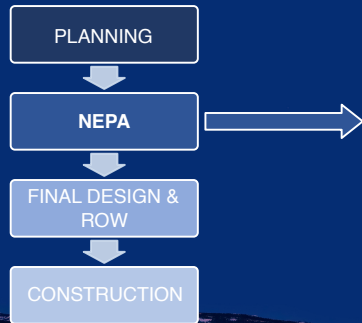 PLANNING
NEPA
FINAL DESIGN &
ROW
CONSTRUCTION